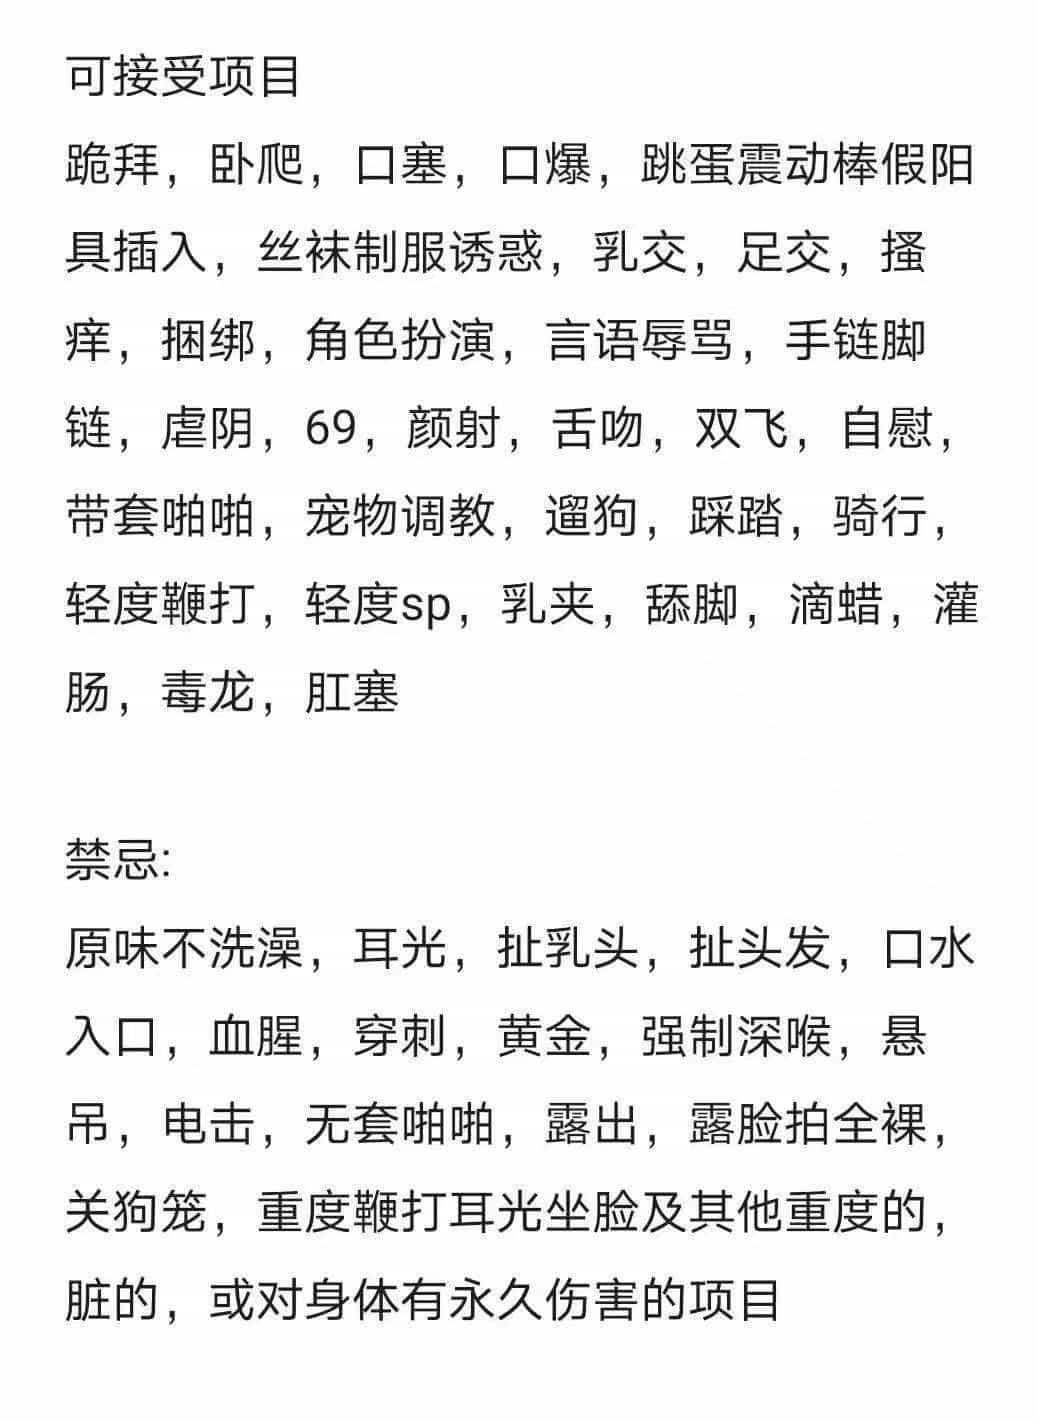 可接受项目
跪拜，卧爬，口塞，口爆，跳蛋震动棒假阳
具插入，丝袜制服诱惑，乳交，足交，搔
痒，捆绑，角色扮演，言语辱骂，手链脚
链，虐阴，69，颜射，舌吻，双飞，自慰，
带套啪啪，宠物调教，遛狗，踩踏，骑行，
轻度鞭打，轻度sp，乳夹，舔脚，滴蜡，灌
肠，毒龙，肛塞
禁忌:
原味不洗澡，耳光，扯乳头，扯头发，口水
入口，血腥，穿刺，黄金，强制深喉，悬
吊，电击，无套啪啪，露出，露脸拍全裸，
关狗笼，重度鞭打耳光坐脸及其他重度的，
脏的，或对身体有永久伤害的项目